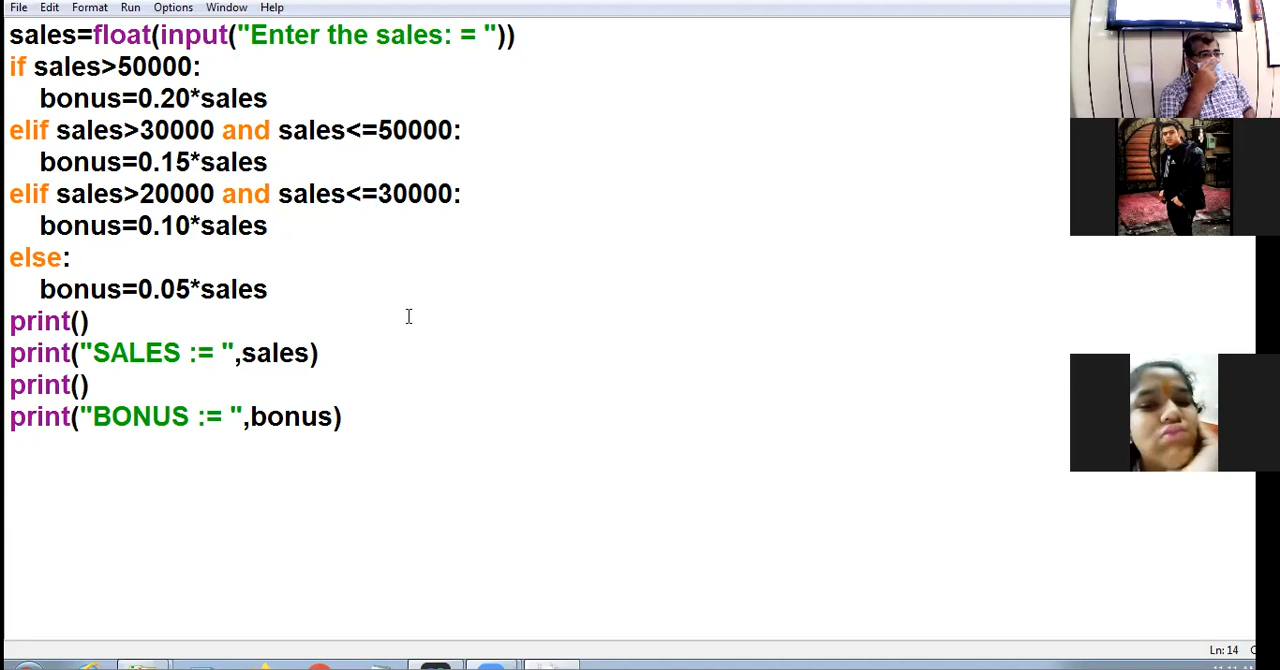 File Edit Format Run Options Window Help
sales=float(input("Enter the sales: = "))
if sales>50000:
    bonus=0.20*sales
elif sales>30000 and sales<=50000:
    bonus=0.15*sales
elif sales>20000 and sales<=30000:
    bonus=0.10*sales
else:
    bonus=0.05*sales
print()
print("SALES := ",sales)
print()
print("BONUS := ",bonus)
Ln: 14